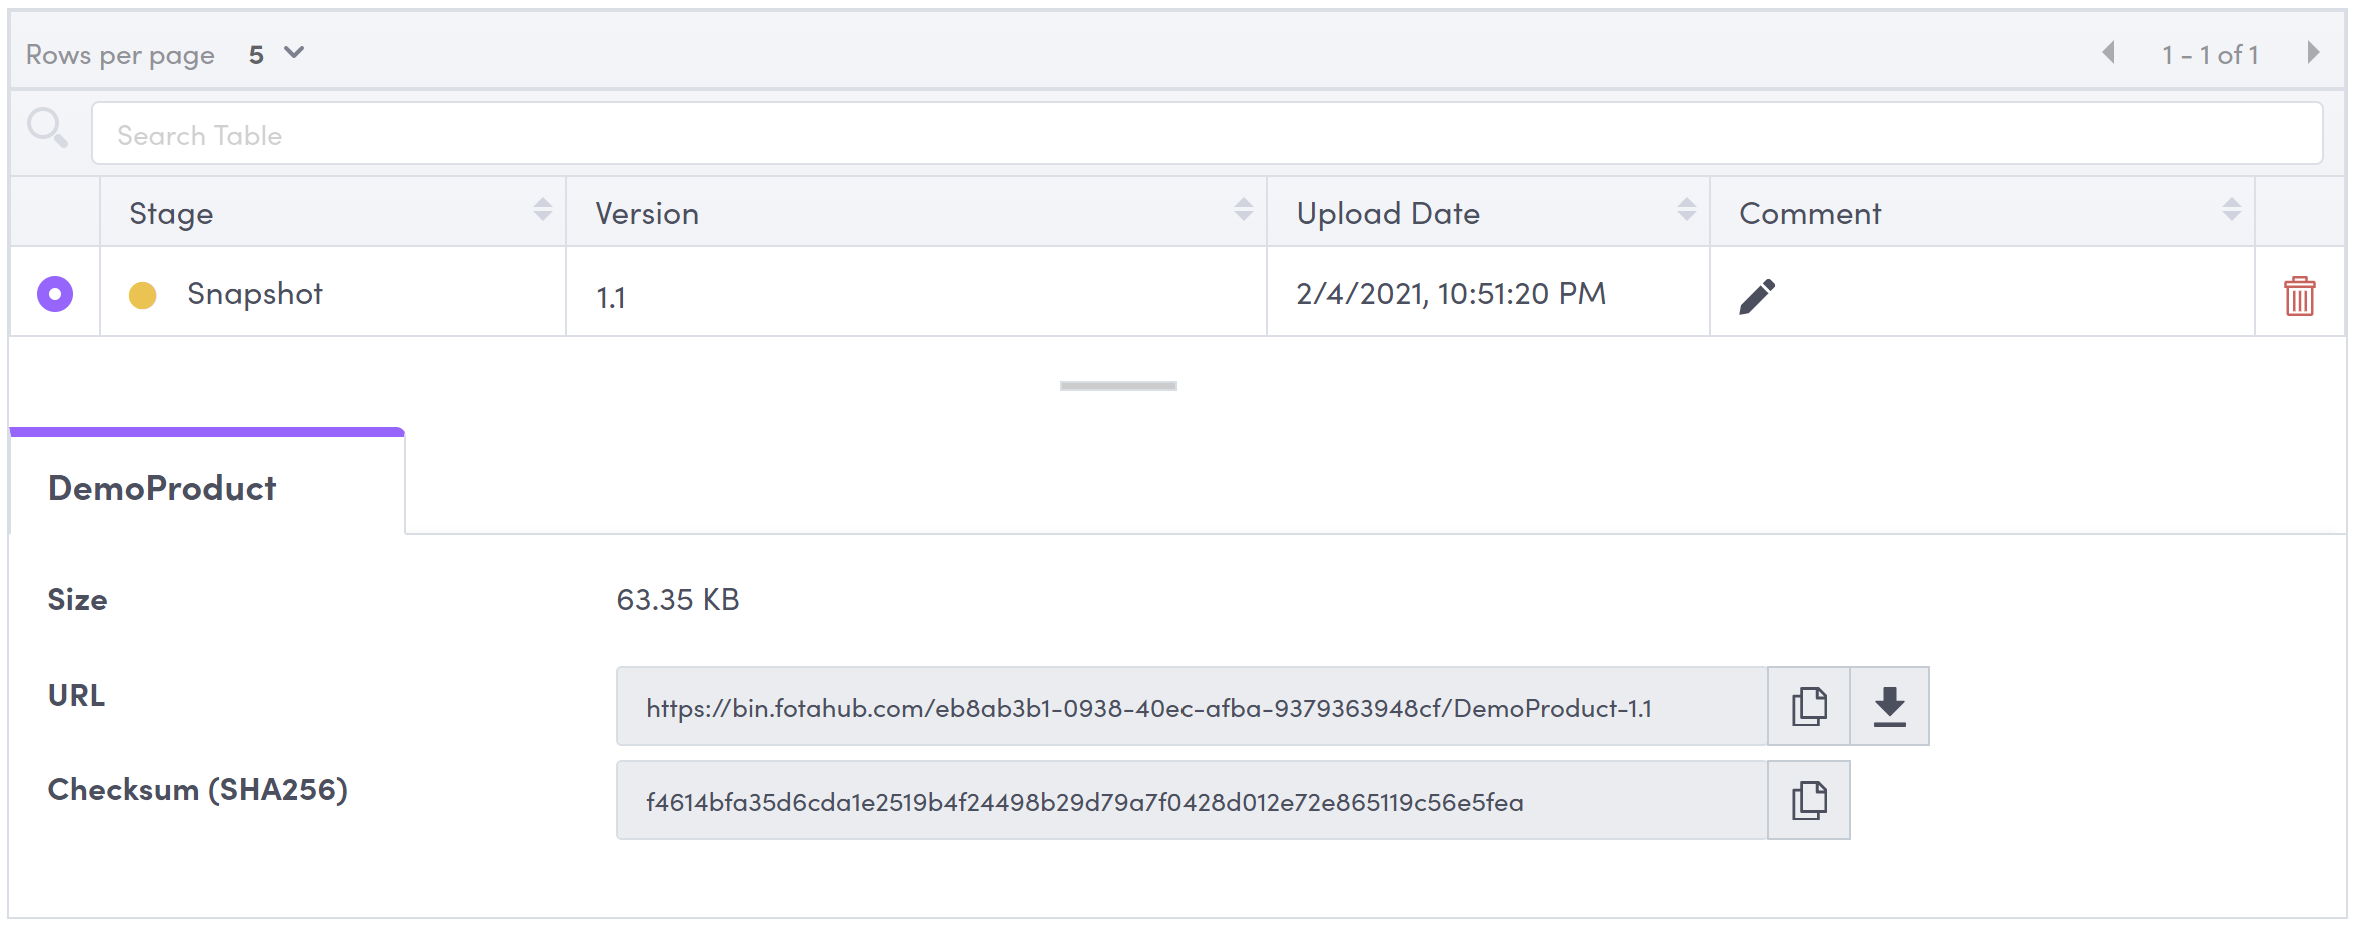 Rows per page 5 1 - 1 of 1
Search Table
Stage Version Upload Date Comment
Snapshot 1.1 2/4/2021, 10:51:20 PM
DemoProduct
Size 63.35 KB
URL https://bin.fotahub.com/eb8ab3b1-0938-40ec-afba-9379363948cf/DemoProduct-1.1
Checksum (SHA256) f4614bfa35d6cda1e2519b4f24498b29d79a7f0428d012e72e865119c56e5fea